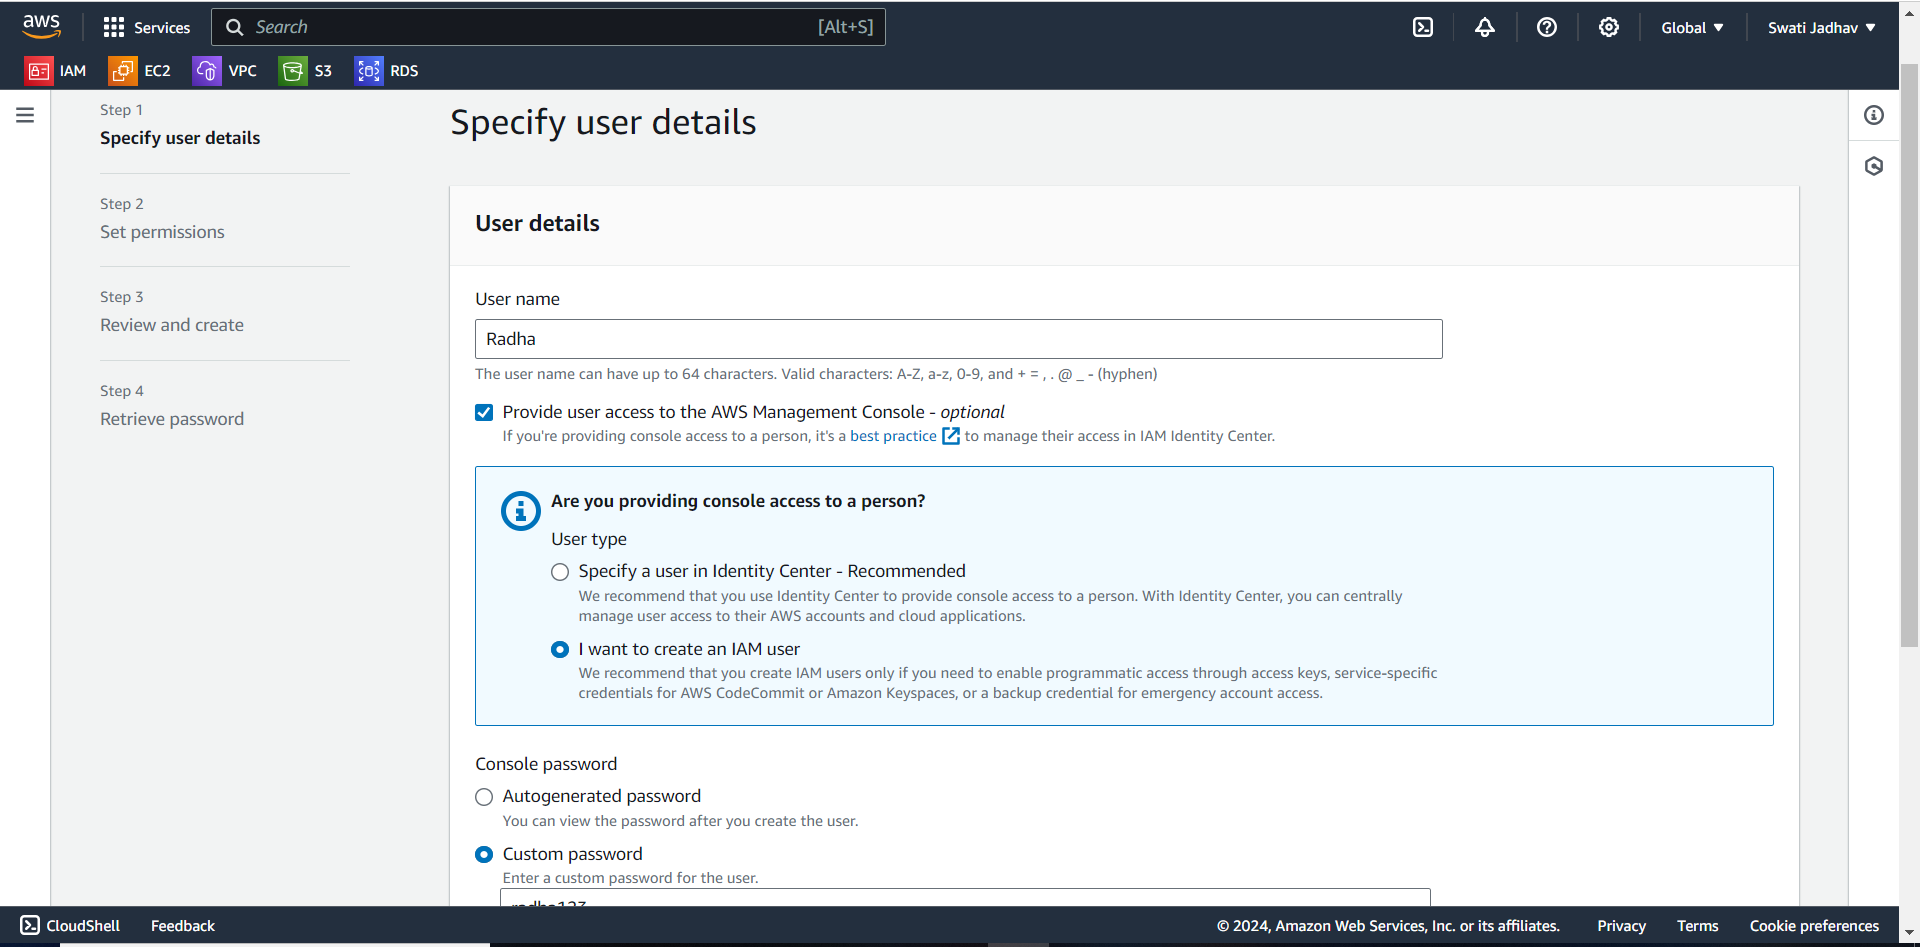 aws Services Search [Alt+S] Global Swati Jadhav
IAM EC2 VPC S3 RDS
Step 1
Specify user details
Step 2
Set permissions
Step 3
Review and create
Step 4
Retrieve password
Specify user details
User details
User name
Radha
The user name can have up to 64 characters. Valid characters: A-Z, a-z, 0-9, and + = , . @ _ - (hyphen)
Provide user access to the AWS Management Console - optional
If you're providing console access to a person, it's a best practice to manage their access in IAM Identity Center.
Are you providing console access to a person?
User type
Specify a user in Identity Center - Recommended
We recommend that you use Identity Center to provide console access to a person. With Identity Center, you can centrally
manage user access to their AWS accounts and cloud applications.
I want to create an IAM user
We recommend that you create IAM users only if you need to enable programmatic access through access keys, service-specific
credentials for AWS CodeCommit or Amazon Keyspaces, or a backup credential for emergency account access.
Console password
Autogenerated password
You can view the password after you create the user.
Custom password
Enter a custom password for the user.
radha123
CloudShell Feedback © 2024, Amazon Web Services, Inc. or its affiliates. Privacy Terms Cookie preferences